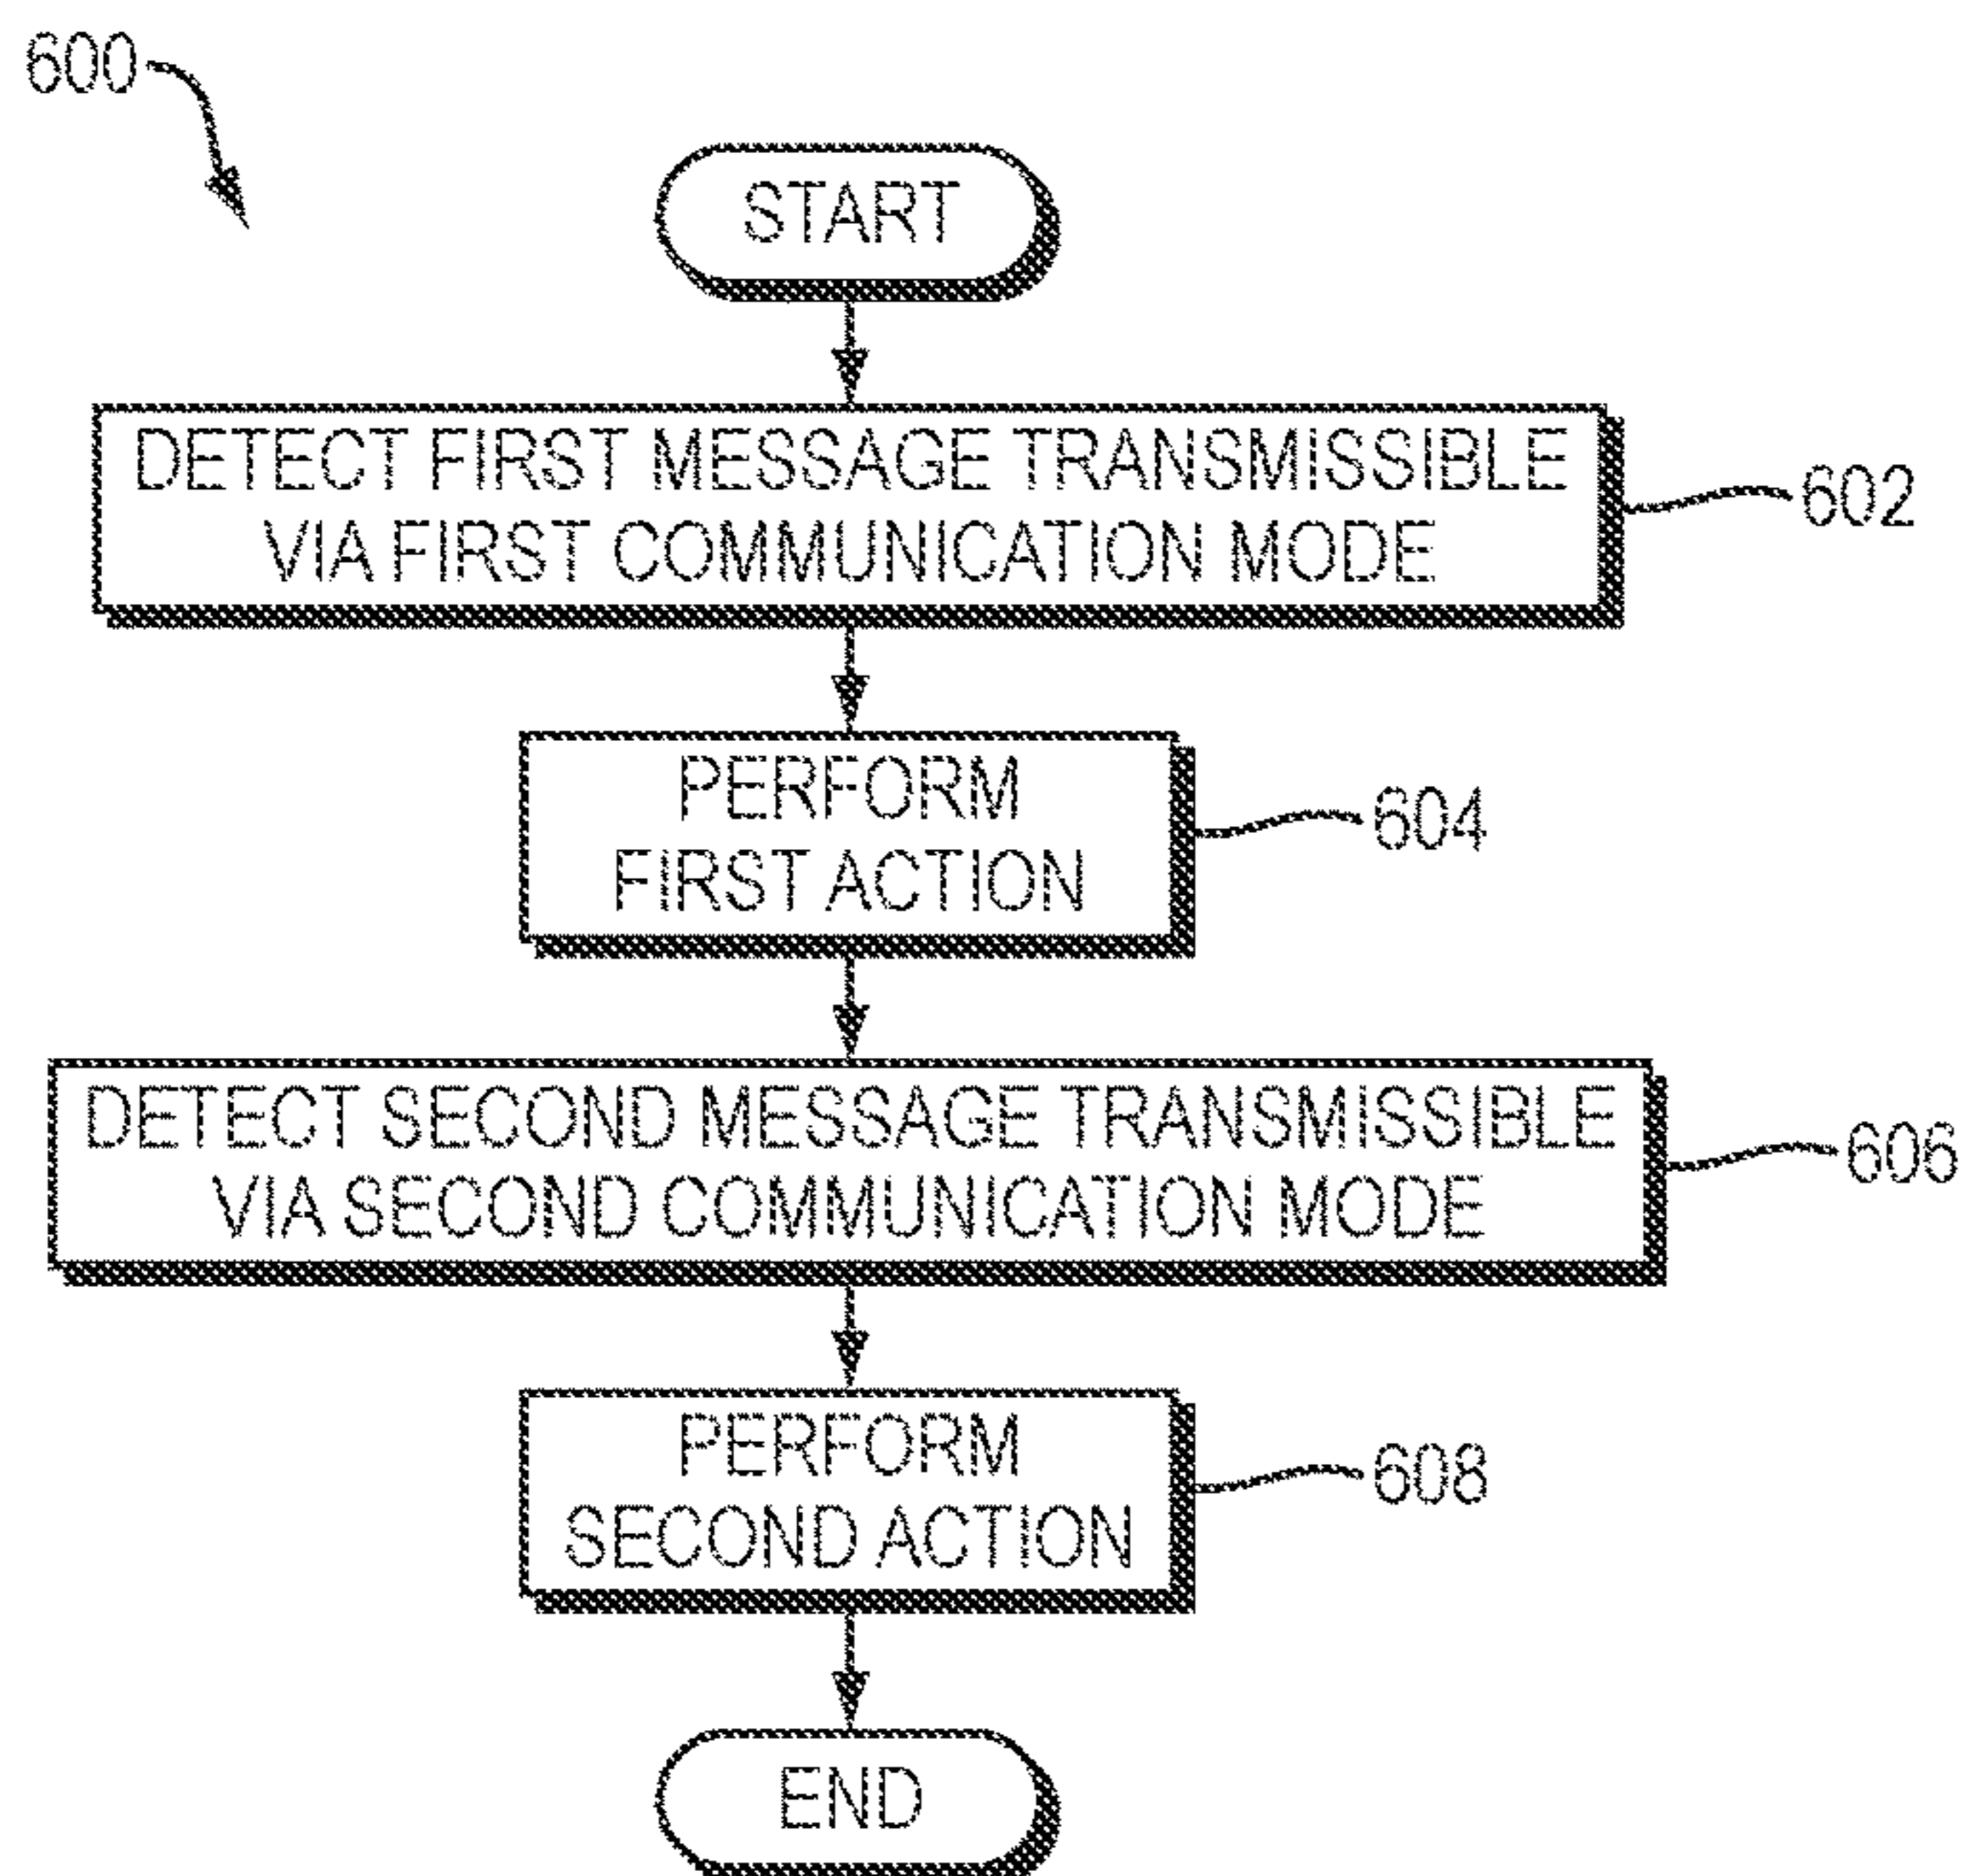 600
START
DETECT FIRST MESSAGE TRANSMISSIBLE
VIA FIRST COMMUNICATION MODE
602
PERFORM
FIRST ACTION
604
DETECT SECOND MESSAGE TRANSMISSIBLE
VIA SECOND COMMUNICATION MODE
606
PERFORM
SECOND ACTION
608
END